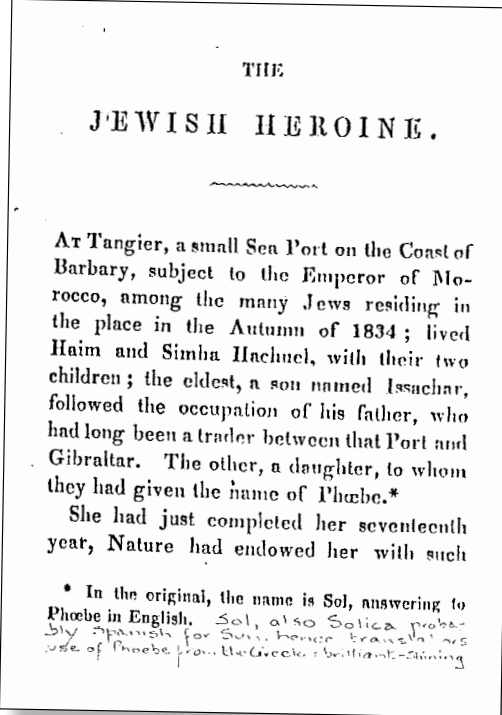 THE
JEWISH HEROINE.
AT Tangier, a small Sea Port on the Coast of
Barbary, subject to the Emperor of Mo-
rocco, among the many Jews residing in
the place in the Autumn of 1834; lived
Haim and Simha Hachuel, with their two
children; the eldest, a son named Issachar,
followed the occupation of his father, who
had long been a trader between that Port and
Gibraltar. The other, a daughter, to whom
they had given the name of Phœbe.*
She had just completed her seventeenth
year, Nature had endowed her with such
* In the original, the name is Sol, answering to
Phœbe in English. Sol, also Solica proba-
bly Spanish for Sun. hence
use of Phoebe from the Greek = brilliant-shining